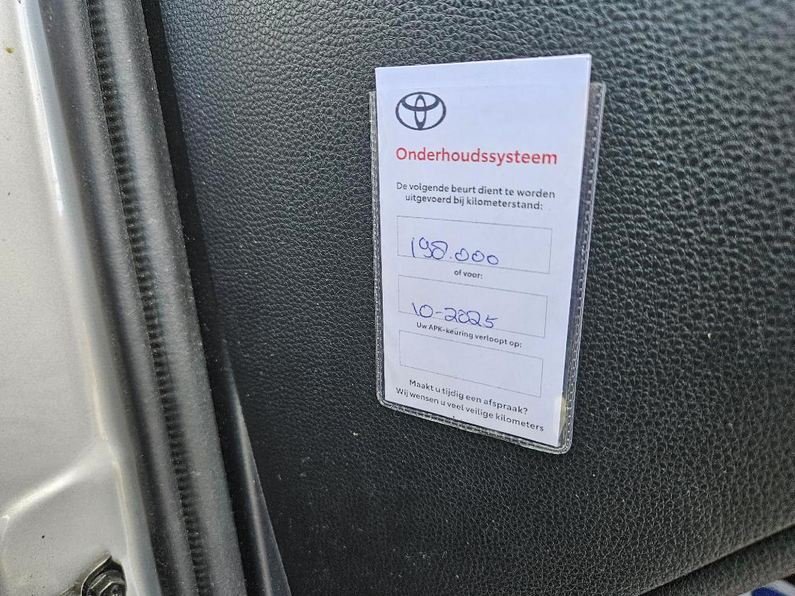 Onderhoudssysteem
De volgende beurt dient te worden
uitgevoerd bij kilometerstand:
198.000
of voor:
10-2025
Uw APK-keuring verloopt op:
Maakt u tijdig een afspraak?
Wij wensen u veel veilige kilometers